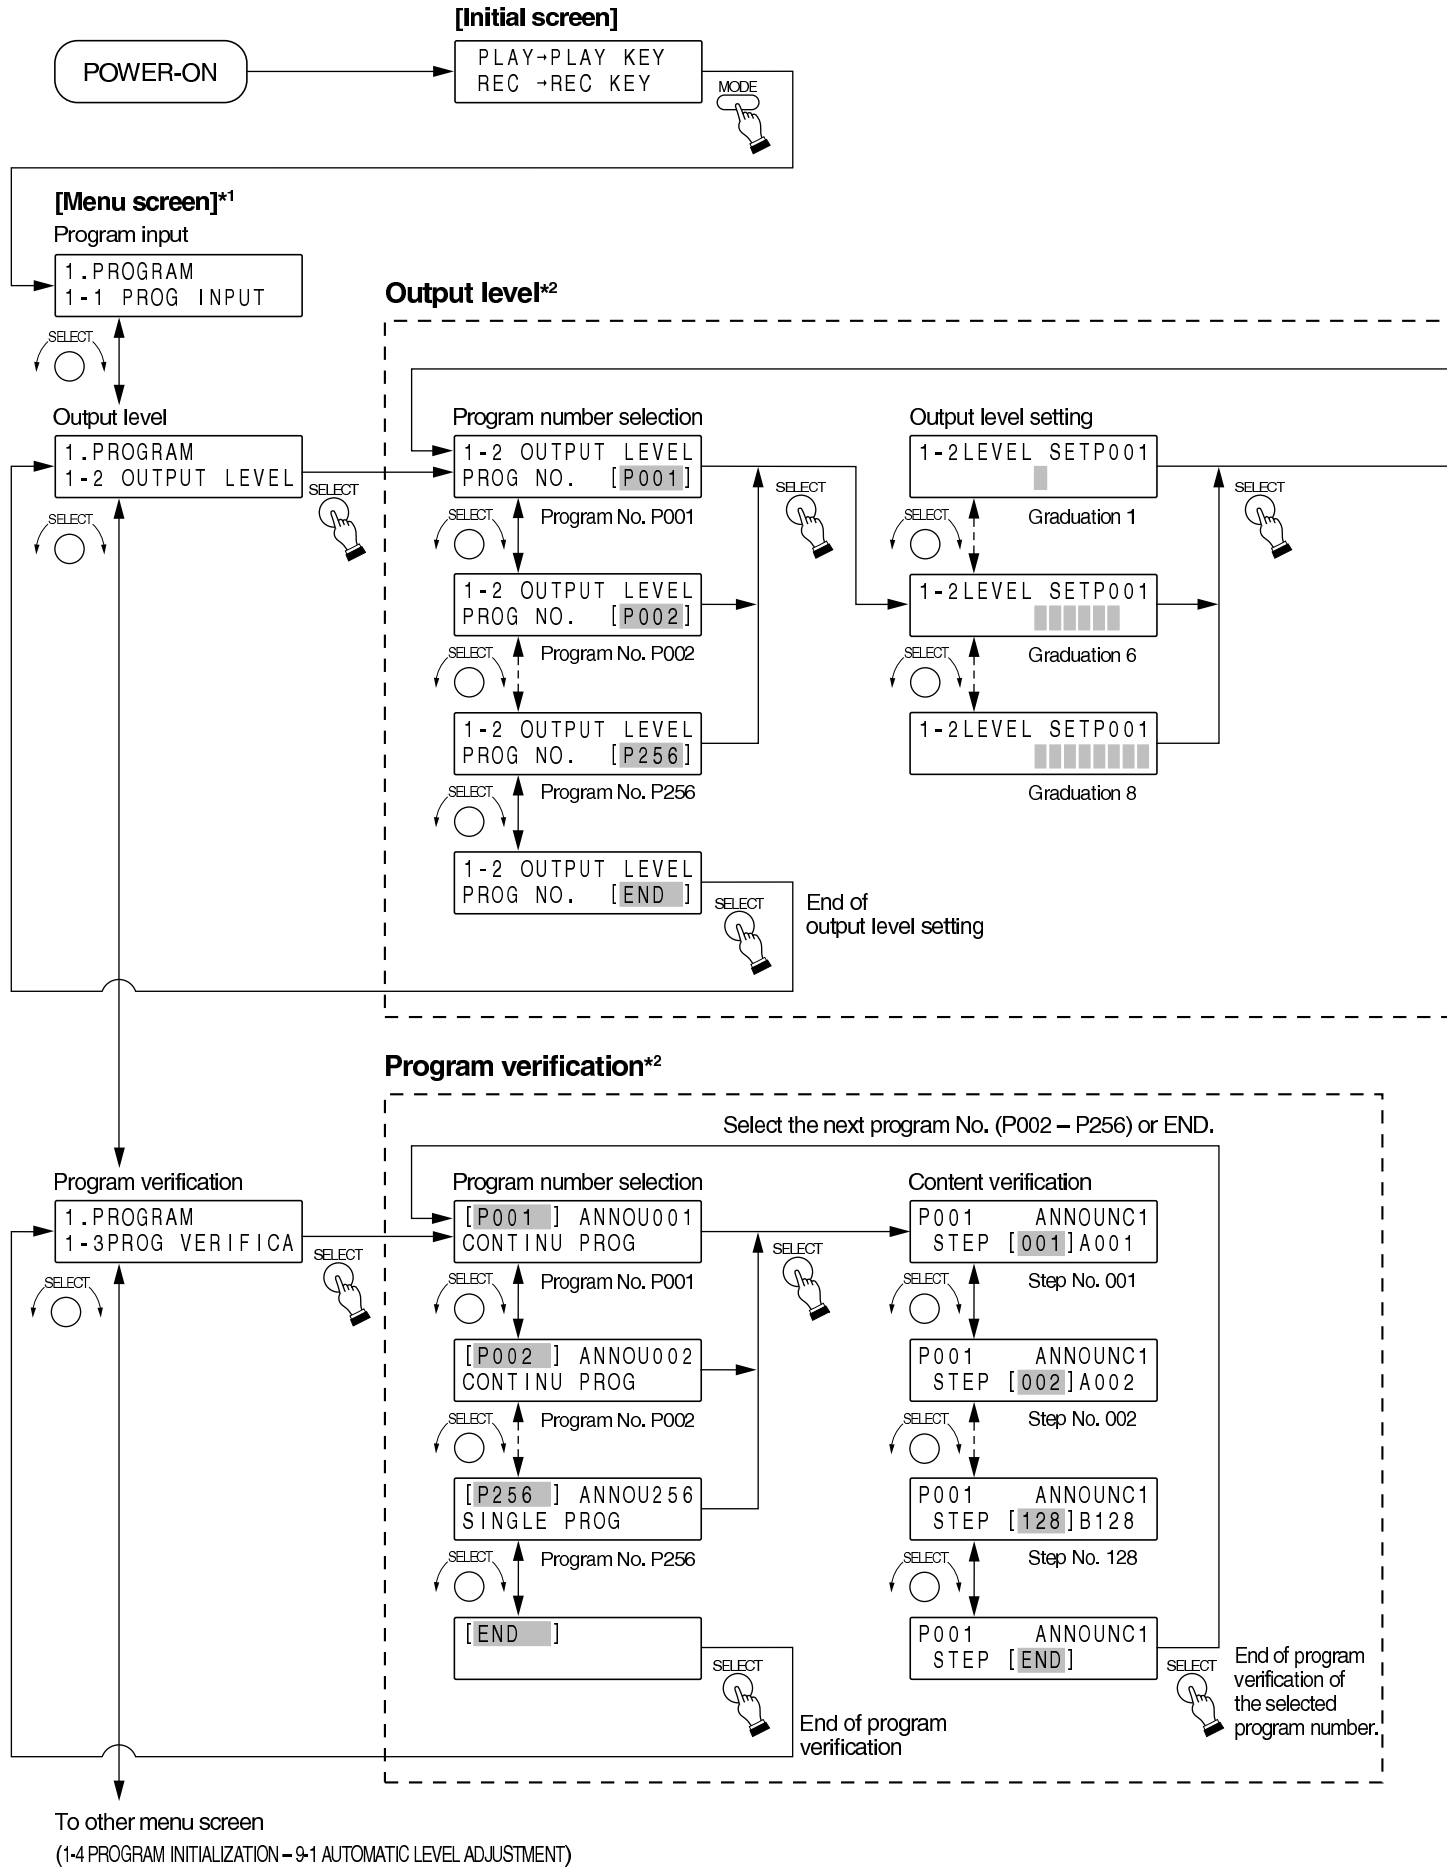 [Initial screen]
POWER-ON
PLAY→PLAY KEY
REC →REC KEY
MODE
[Menu screen]*1
Program input
1.PROGRAM
1-1 PROG INPUT
SELECT
Output level*2
Output level
1.PROGRAM
1-2 OUTPUT LEVEL
SELECT
SELECT
Program number selection
1-2 OUTPUT LEVEL
PROG NO. [P001]
SELECT
Program No. P001
1-2 OUTPUT LEVEL
PROG NO. [P002]
SELECT
Program No. P002
1-2 OUTPUT LEVEL
PROG NO. [P256]
SELECT
Program No. P256
1-2 OUTPUT LEVEL
PROG NO. [END ]
SELECT
End of
output level setting
SELECT
Output level setting
1-2LEVEL SETP001
SELECT
Graduation 1
1-2LEVEL SETP001
SELECT
Graduation 6
1-2LEVEL SETP001
Graduation 8
SELECT
Program verification*2
Select the next program No. (P002 – P256) or END.
Program verification
1.PROGRAM
1-3PROG VERIFICA
SELECT
SELECT
Program number selection
[P001 ] ANNOU001
CONTINU PROG
SELECT
Program No. P001
[P002 ] ANNOU002
CONTINU PROG
SELECT
Program No. P002
[P256 ] ANNOU256
SINGLE PROG
SELECT
Program No. P256
[END ]
SELECT
End of program
verification
SELECT
Content verification
P001 ANNOUNC1
STEP [001]A001
SELECT
Step No. 001
P001 ANNOUNC1
STEP [002]A002
SELECT
Step No. 002
P001 ANNOUNC1
STEP [128]B128
SELECT
Step No. 128
P001 ANNOUNC1
STEP [END]
SELECT
End of program
verification of
the selected
program number.
To other menu screen
(1-4 PROGRAM INITIALIZATION – 9-1 AUTOMATIC LEVEL ADJUSTMENT)